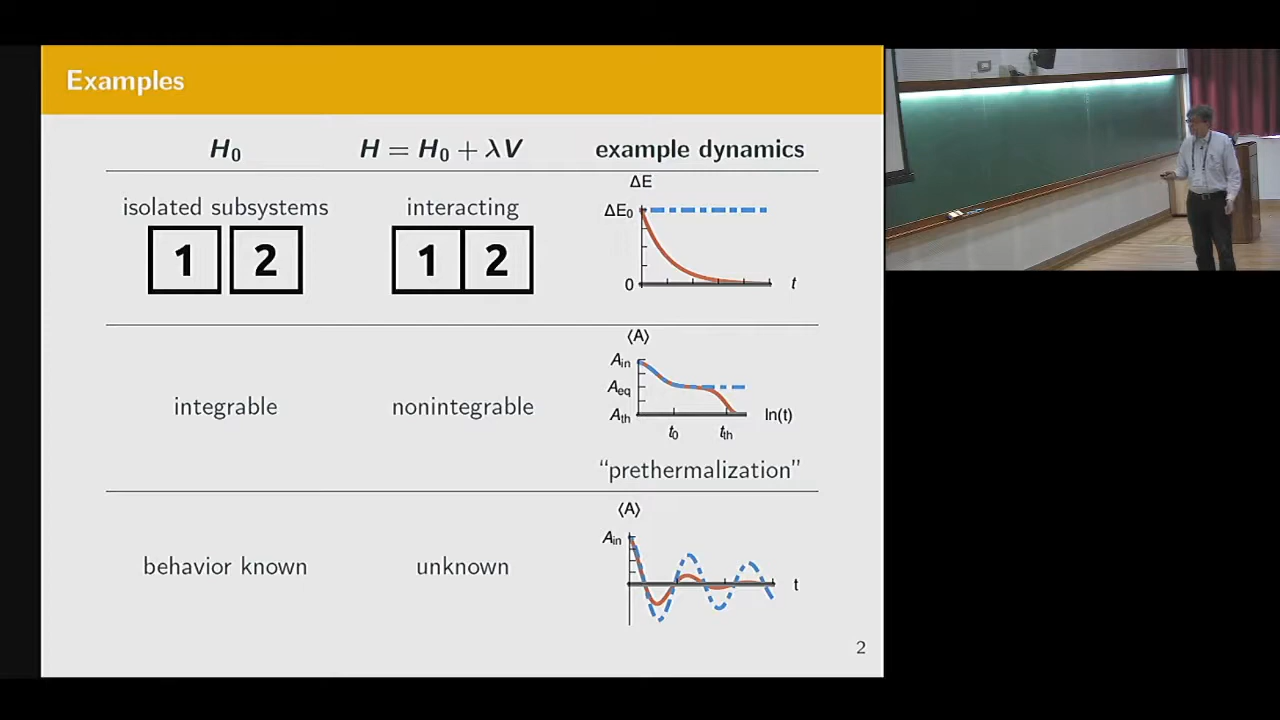 Examples
H₀ H = H₀ + λV example dynamics
isolated subsystems interacting
1 2 1 2
ΔE
ΔE₀
0
t
integrable nonintegrable
⟨A⟩
A_in
A_eq
A_th
ln(t)
t₀ t_th
“prethermalization”
behavior known unknown
⟨A⟩
A_in
t
2